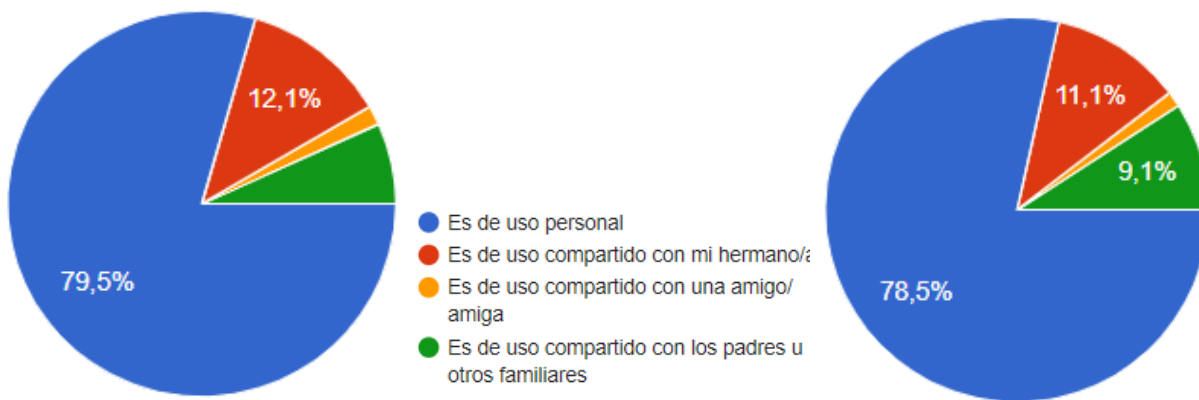 12,1%
79,5%
Es de uso personal
Es de uso compartido con mi hermano/a
Es de uso compartido con una amigo/
amiga
Es de uso compartido con los padres u
otros familiares
11,1%
9,1%
78,5%